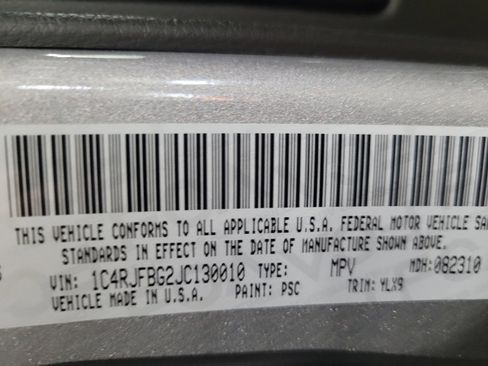 THIS VEHICLE CONFORMS TO ALL APPLICABLE U.S.A. FEDERAL MOTOR VEHICLE
STANDARDS IN EFFECT ON THE DATE OF MANUFACTURE SHOWN ABOVE.
VIN: 1C4RJFBG2JC130010 TYPE: MPV MDH: 082310
VEHICLE MADE IN U.S.A. PAINT: PSC TRIM: YLX9